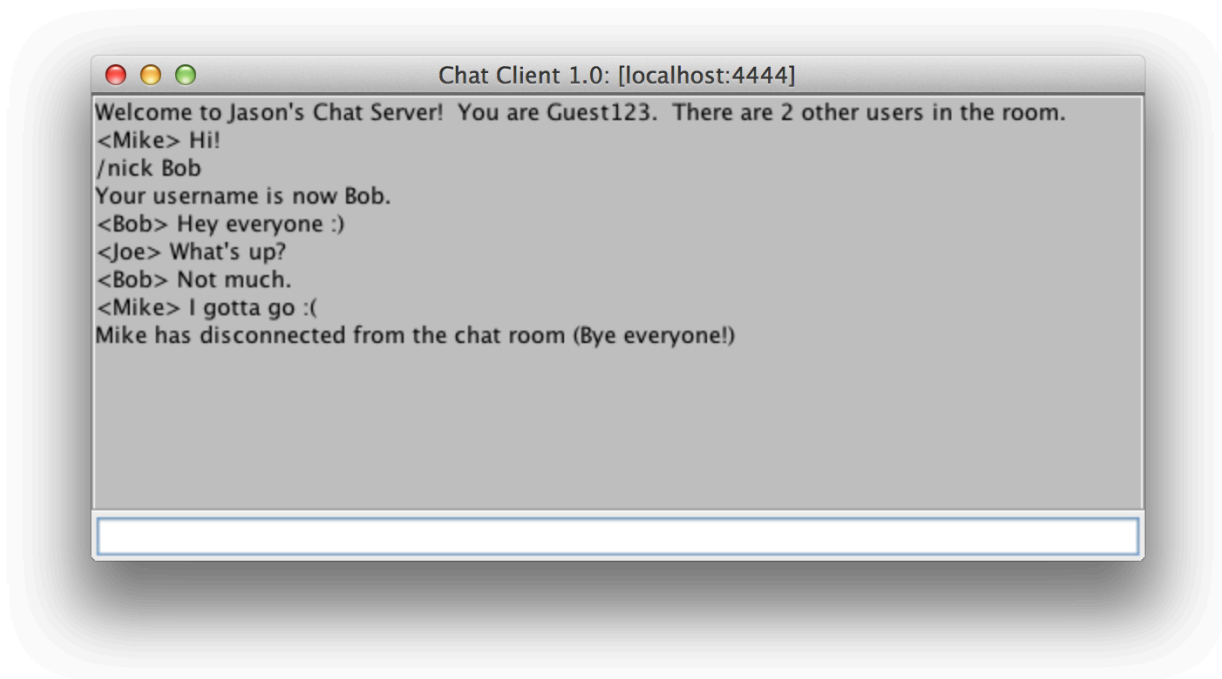 Chat Client 1.0: [localhost:4444]
Welcome to Jason's Chat Server!  You are Guest123.  There are 2 other users in the room.
<Mike> Hi!
/nick Bob
Your username is now Bob.
<Bob> Hey everyone :)
<Joe> What's up?
<Bob> Not much.
<Mike> I gotta go :(
Mike has disconnected from the chat room (Bye everyone!)